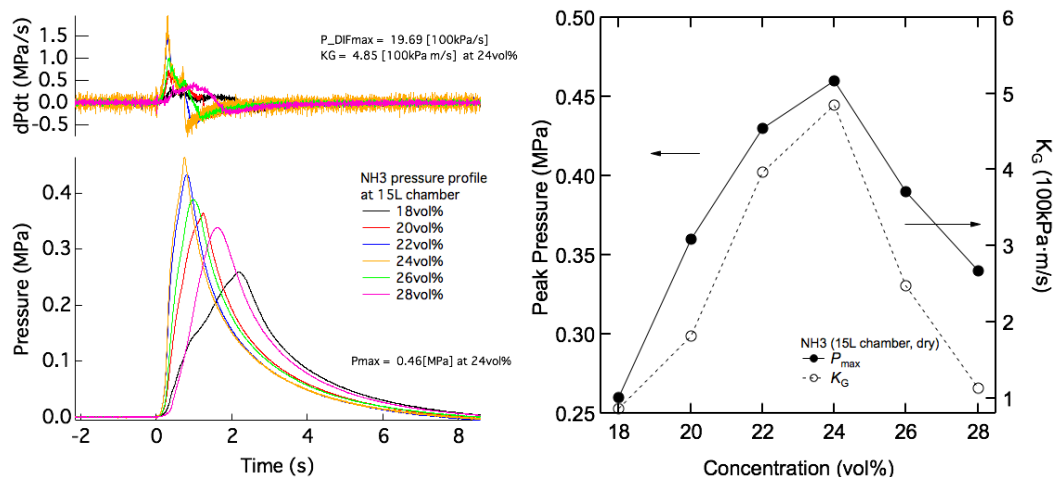 dPdt (MPa/s)
1.5
1.0
0.5
0.0
-0.5
P_DIFmax = 19.69 [100kPa/s]
KG = 4.85 [100kPa m/s] at 24vol%
Pressure (MPa)
0.4
0.3
0.2
0.1
0.0
NH3 pressure profile
at 15L chamber
18vol%
20vol%
22vol%
24vol%
26vol%
28vol%
Pmax = 0.46[MPa] at 24vol%
-2
0
2
4
6
8
Time (s)
Peak Pressure (MPa)
0.50
0.45
0.40
0.35
0.30
0.25
6
5
4
3
2
1
K_G (100kPa·m/s)
NH3 (15L chamber, dry)
P_max
K_G
18
20
22
24
26
28
Concentration (vol%)